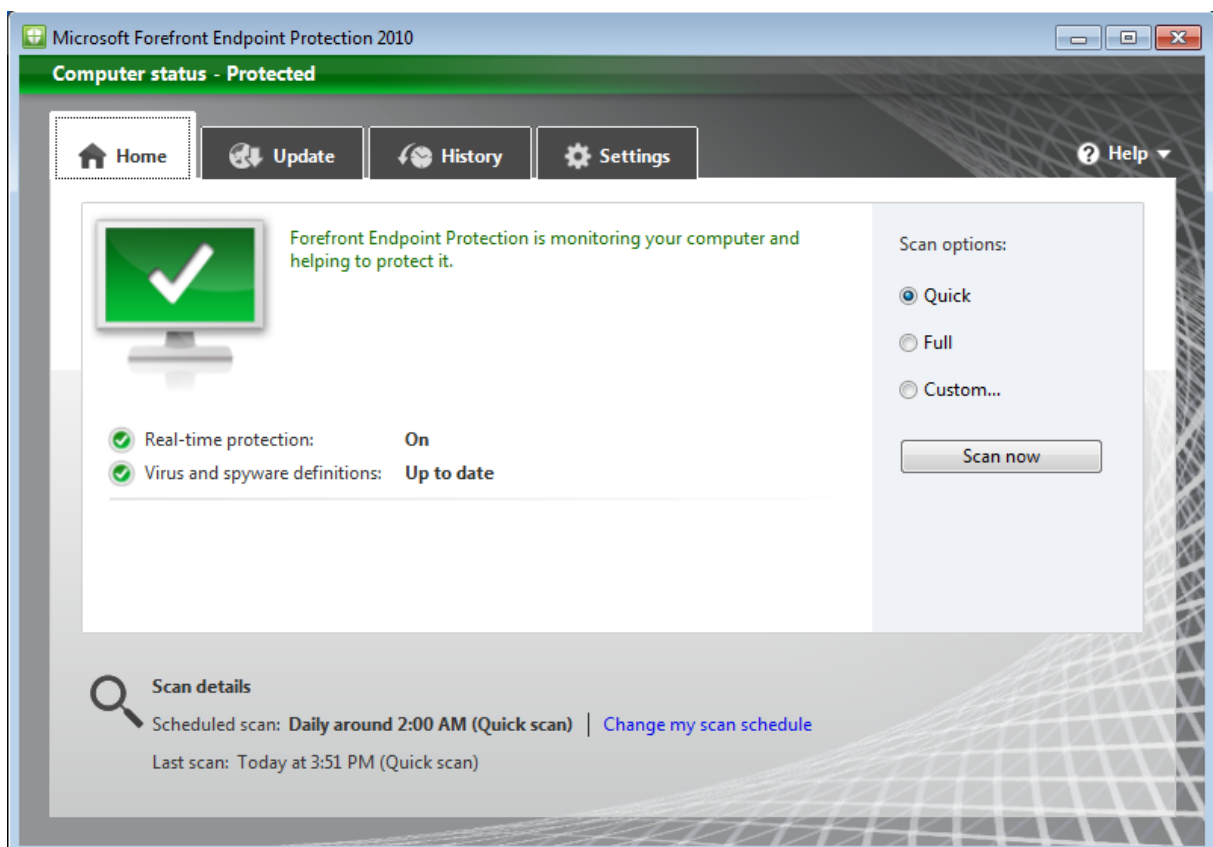 Microsoft Forefront Endpoint Protection 2010
Computer status - Protected
Home
Update
History
Settings
Help
Forefront Endpoint Protection is monitoring your computer and
helping to protect it.
Real-time protection: On
Virus and spyware definitions: Up to date
Scan options:
Quick
Full
Custom...
Scan now
Scan details
Scheduled scan: Daily around 2:00 AM (Quick scan) | Change my scan schedule
Last scan: Today at 3:51 PM (Quick scan)